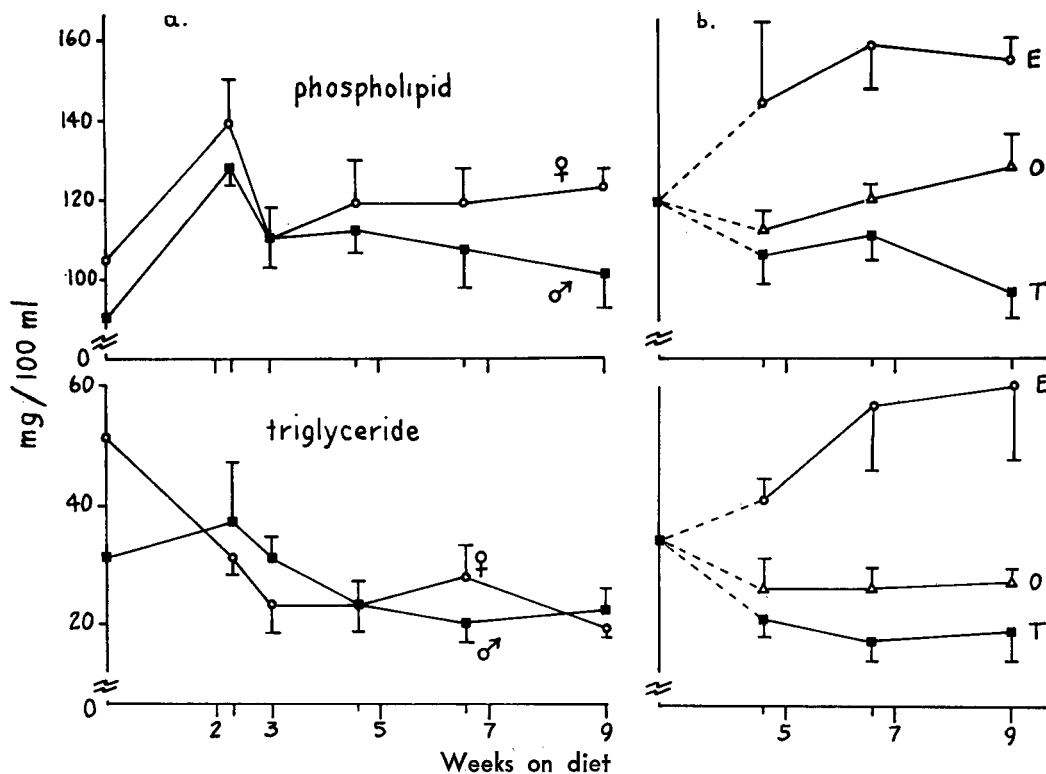 a.
b.
mg/100 ml
160
140
120
100
0
phospholipid
♀
♂
E
O
T
60
40
20
0
triglyceride
♀
♂
E
O
T
2 3 5 7 9
5 7 9
Weeks on diet